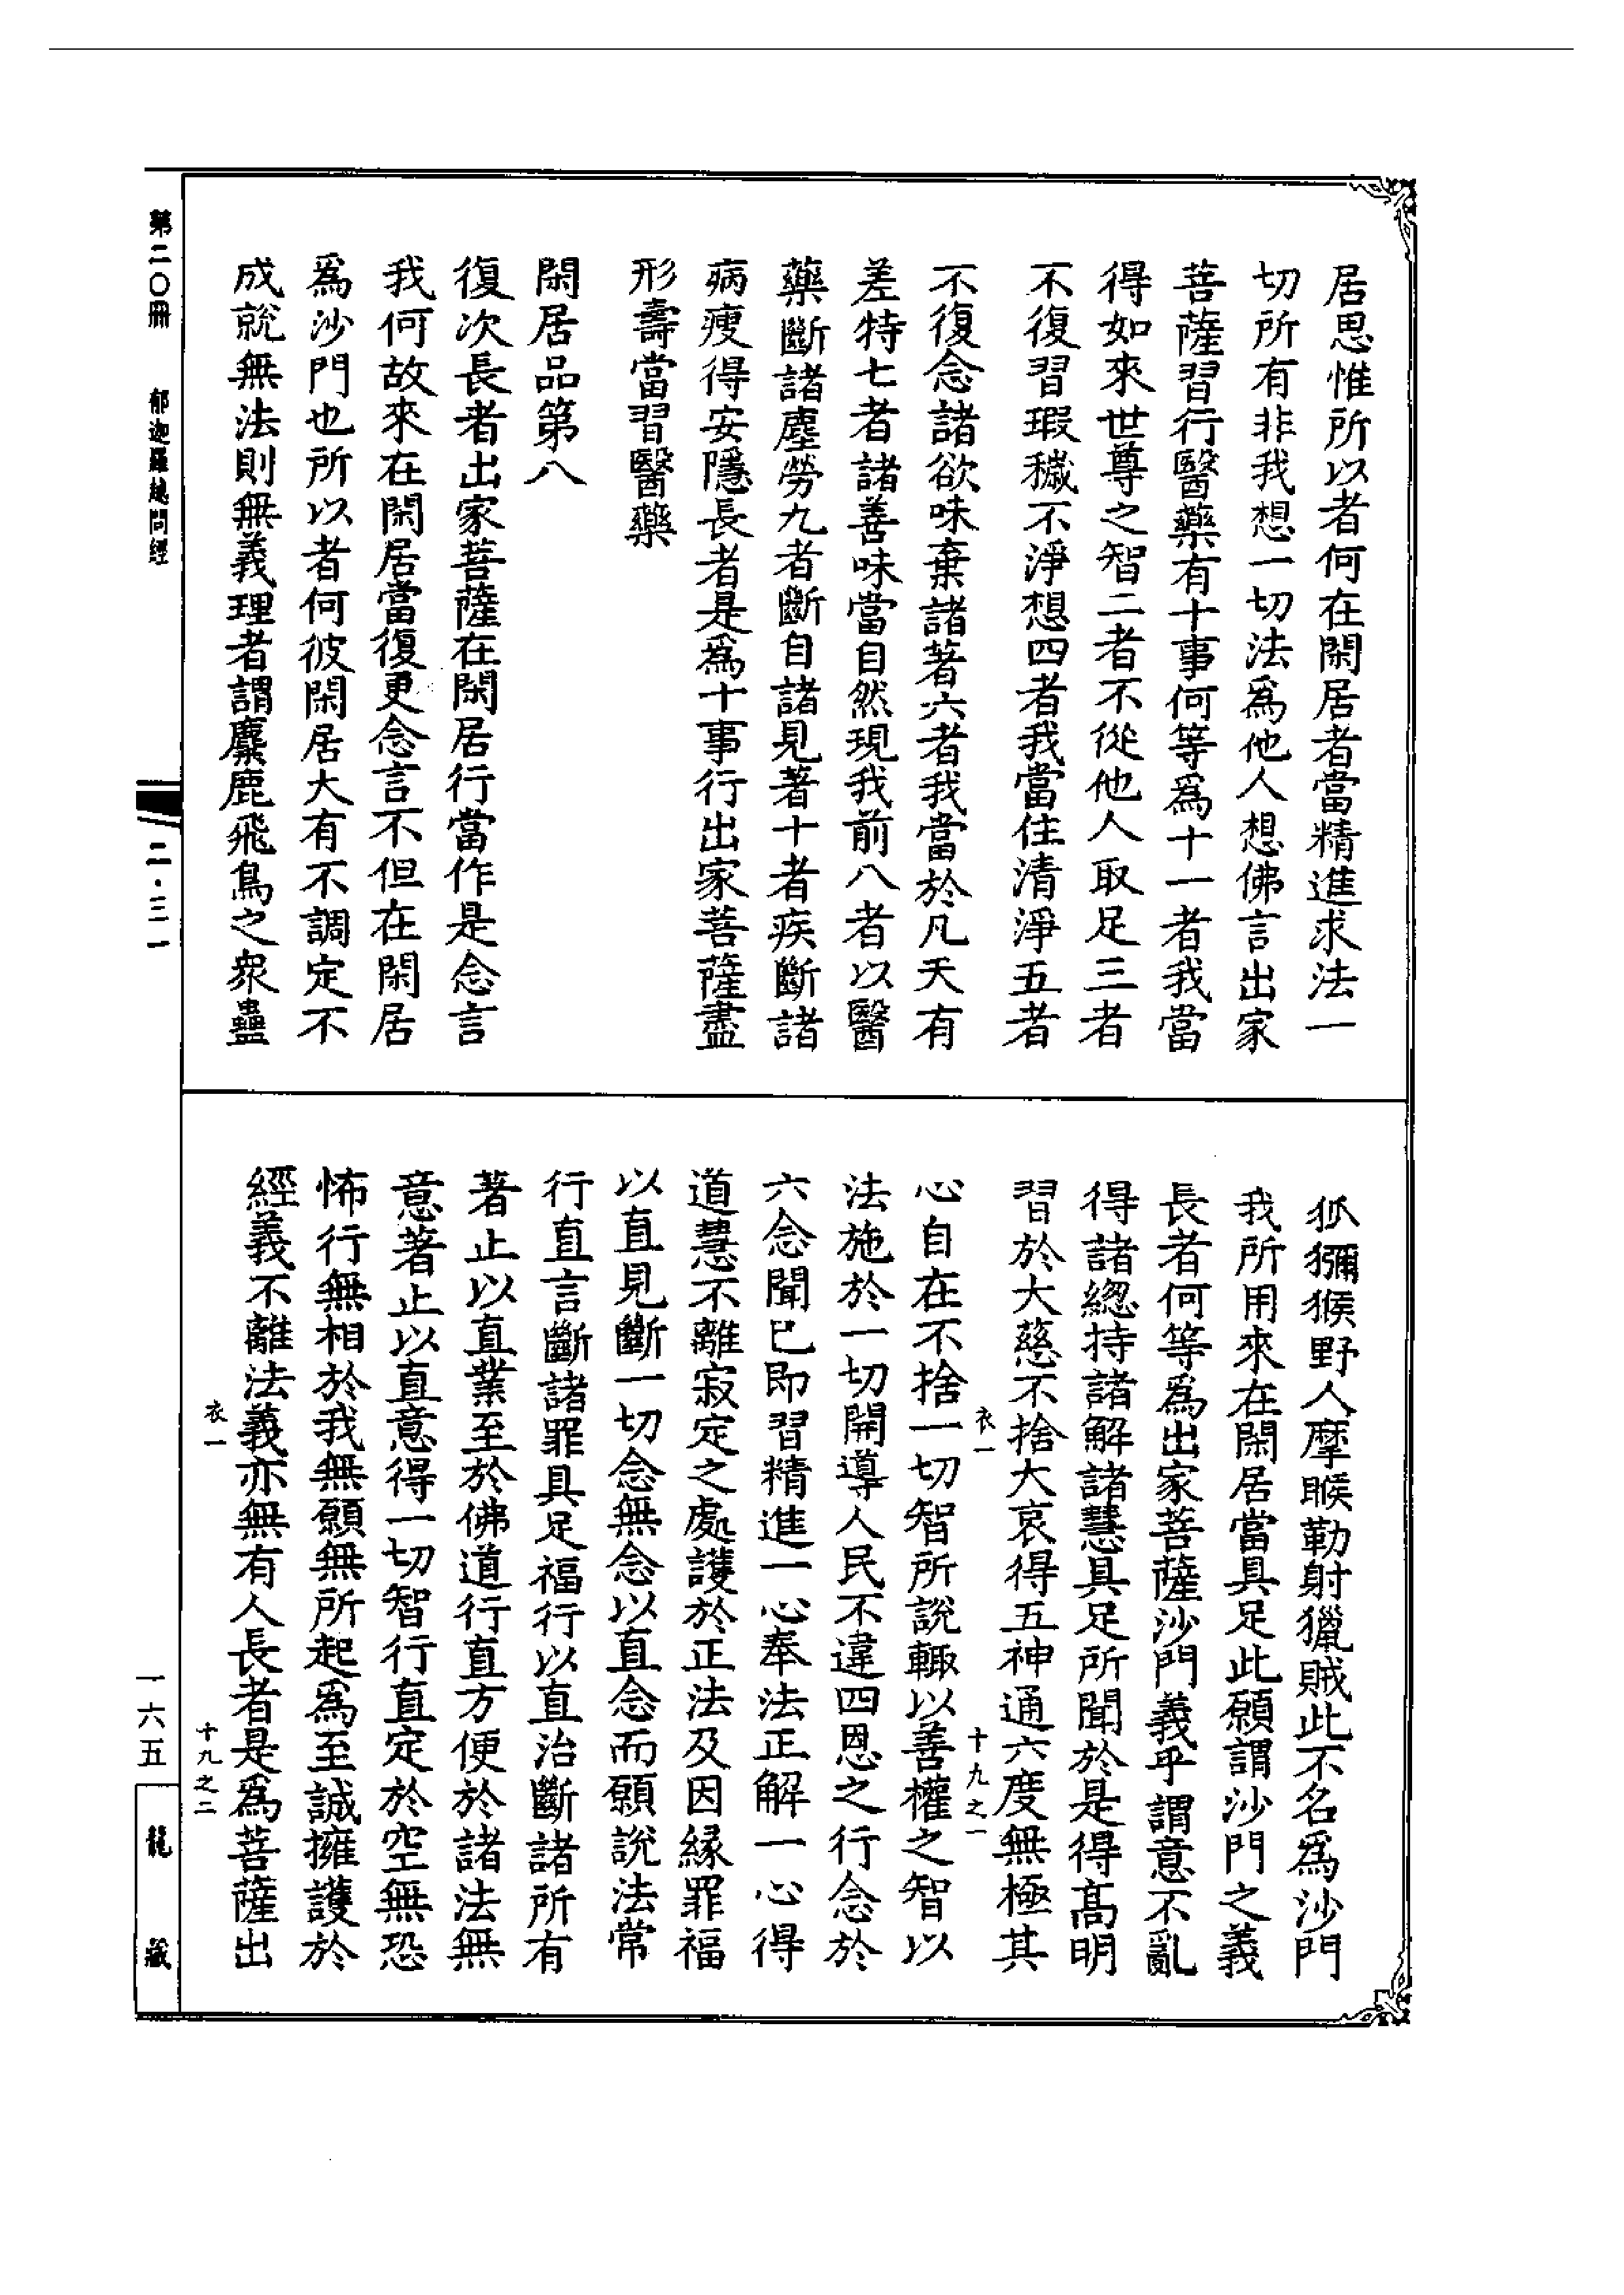 居思惟所以者何在閑居者當精進求法一
切所有非我想一切法爲他人想佛言出家
菩薩習行醫藥有十事何等爲十一者我當
得如來世尊之智二者不從他人取足三者
不復習瑕穢不淨想四者我當住清淨五者
不復念諸欲味棄諸著六者我當於凡天有
差特七者諸善味當自然現我前八者以醫
藥斷諸塵勞九者斷自諸見著十者疾斷諸
病瘦得安隱長者是爲十事行出家菩薩盡
形壽當習醫藥
閑居品第八
復次長者出家菩薩在閑居行當作是念言
我何故來在閑居當復更念言不但在閑居
爲沙門也所以者何彼閑居大有不調定不
成就無法則無義理者謂麋鹿飛鳥之衆蠱
狐獼猴野人摩睺勒射獵賊此不名爲沙門
我所用來在閑居當具足此願謂沙門之義
長者何等爲出家菩薩沙門義乎謂意不亂
得諸緫持諸解諸慧具足所聞於是得高明
習於大慈不捨大哀得五神通六度無極其
衣一 十九之一
心自在不捨一切智所說輙以善權之智以
法施於一切開導人民不違四恩之行念於
六念聞已即習精進一心奉法正解一心得
道慧不離寂定之處護於正法及因緣罪福
以直見斷一切念無念以直念而願說法常
行直言斷諸罪具足福行以直治斷諸所有
著止以直業至於佛道行直方便於諸法無
意著止以直意得一切智行直定於空無恐
怖行無相於我無願無所起爲至誠擁護於
經義不離法義亦無有人長者是爲菩薩出
衣一 十九之二
第二〇冊 郁迦羅越問經
二·三一
一六五
龍藏